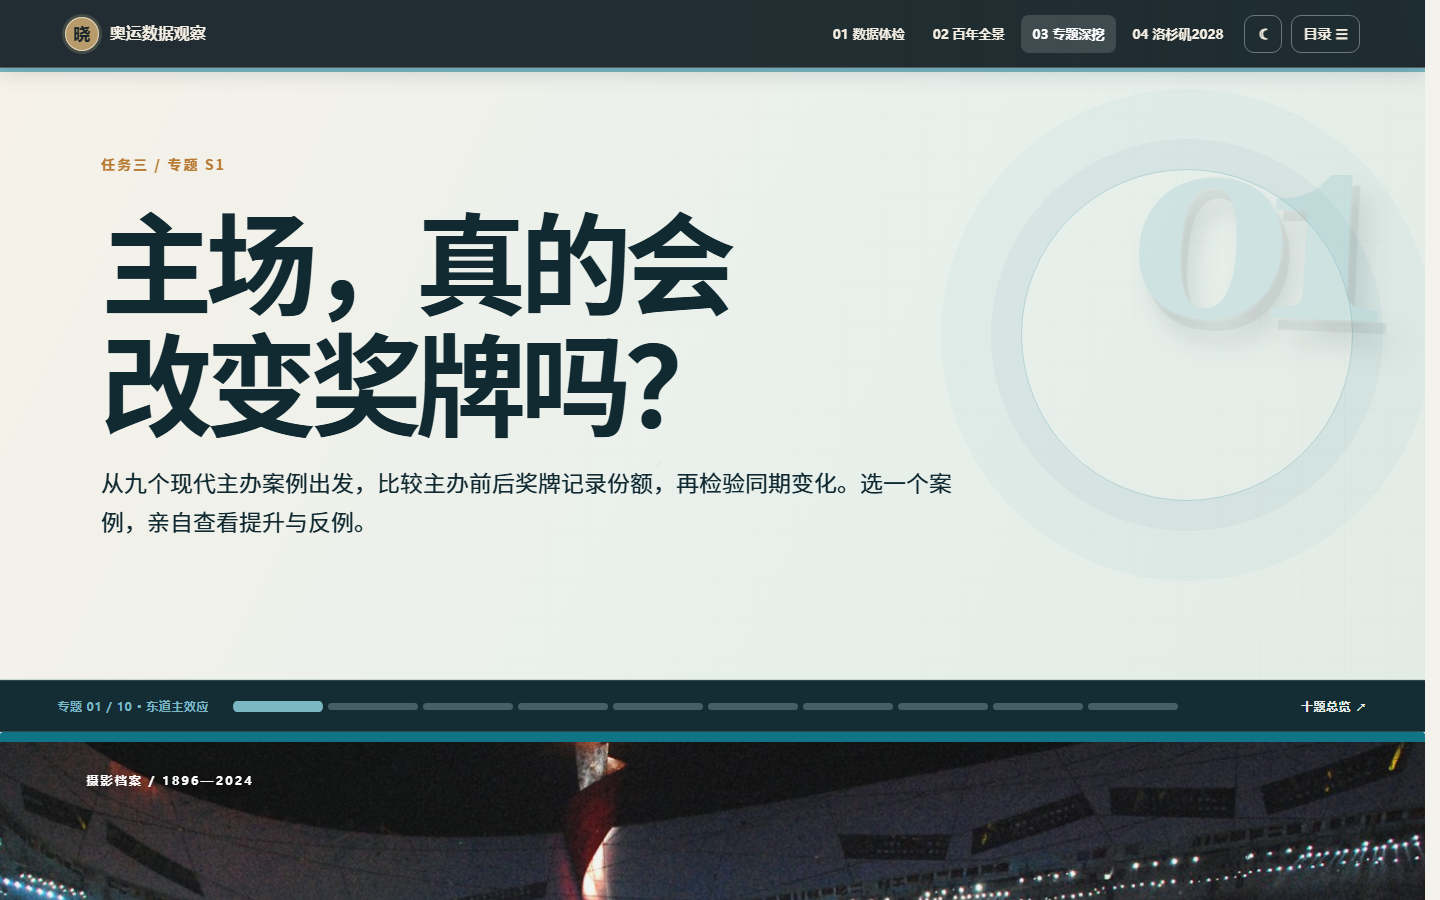 晓 奥运数据观察
01 数据体检 02 百年全景 03 专题深挖 04 洛杉矶2028 目录 ☰
任务三 / 专题 S1
01
主场，真的会
改变奖牌吗？
从九个现代主办案例出发，比较主办前后奖牌记录份额，再检验同期变化。选一个案
例，亲自查看提升与反例。
专题 01 / 10 · 东道主效应 十题总览 ↗
摄影档案 / 1896—2024